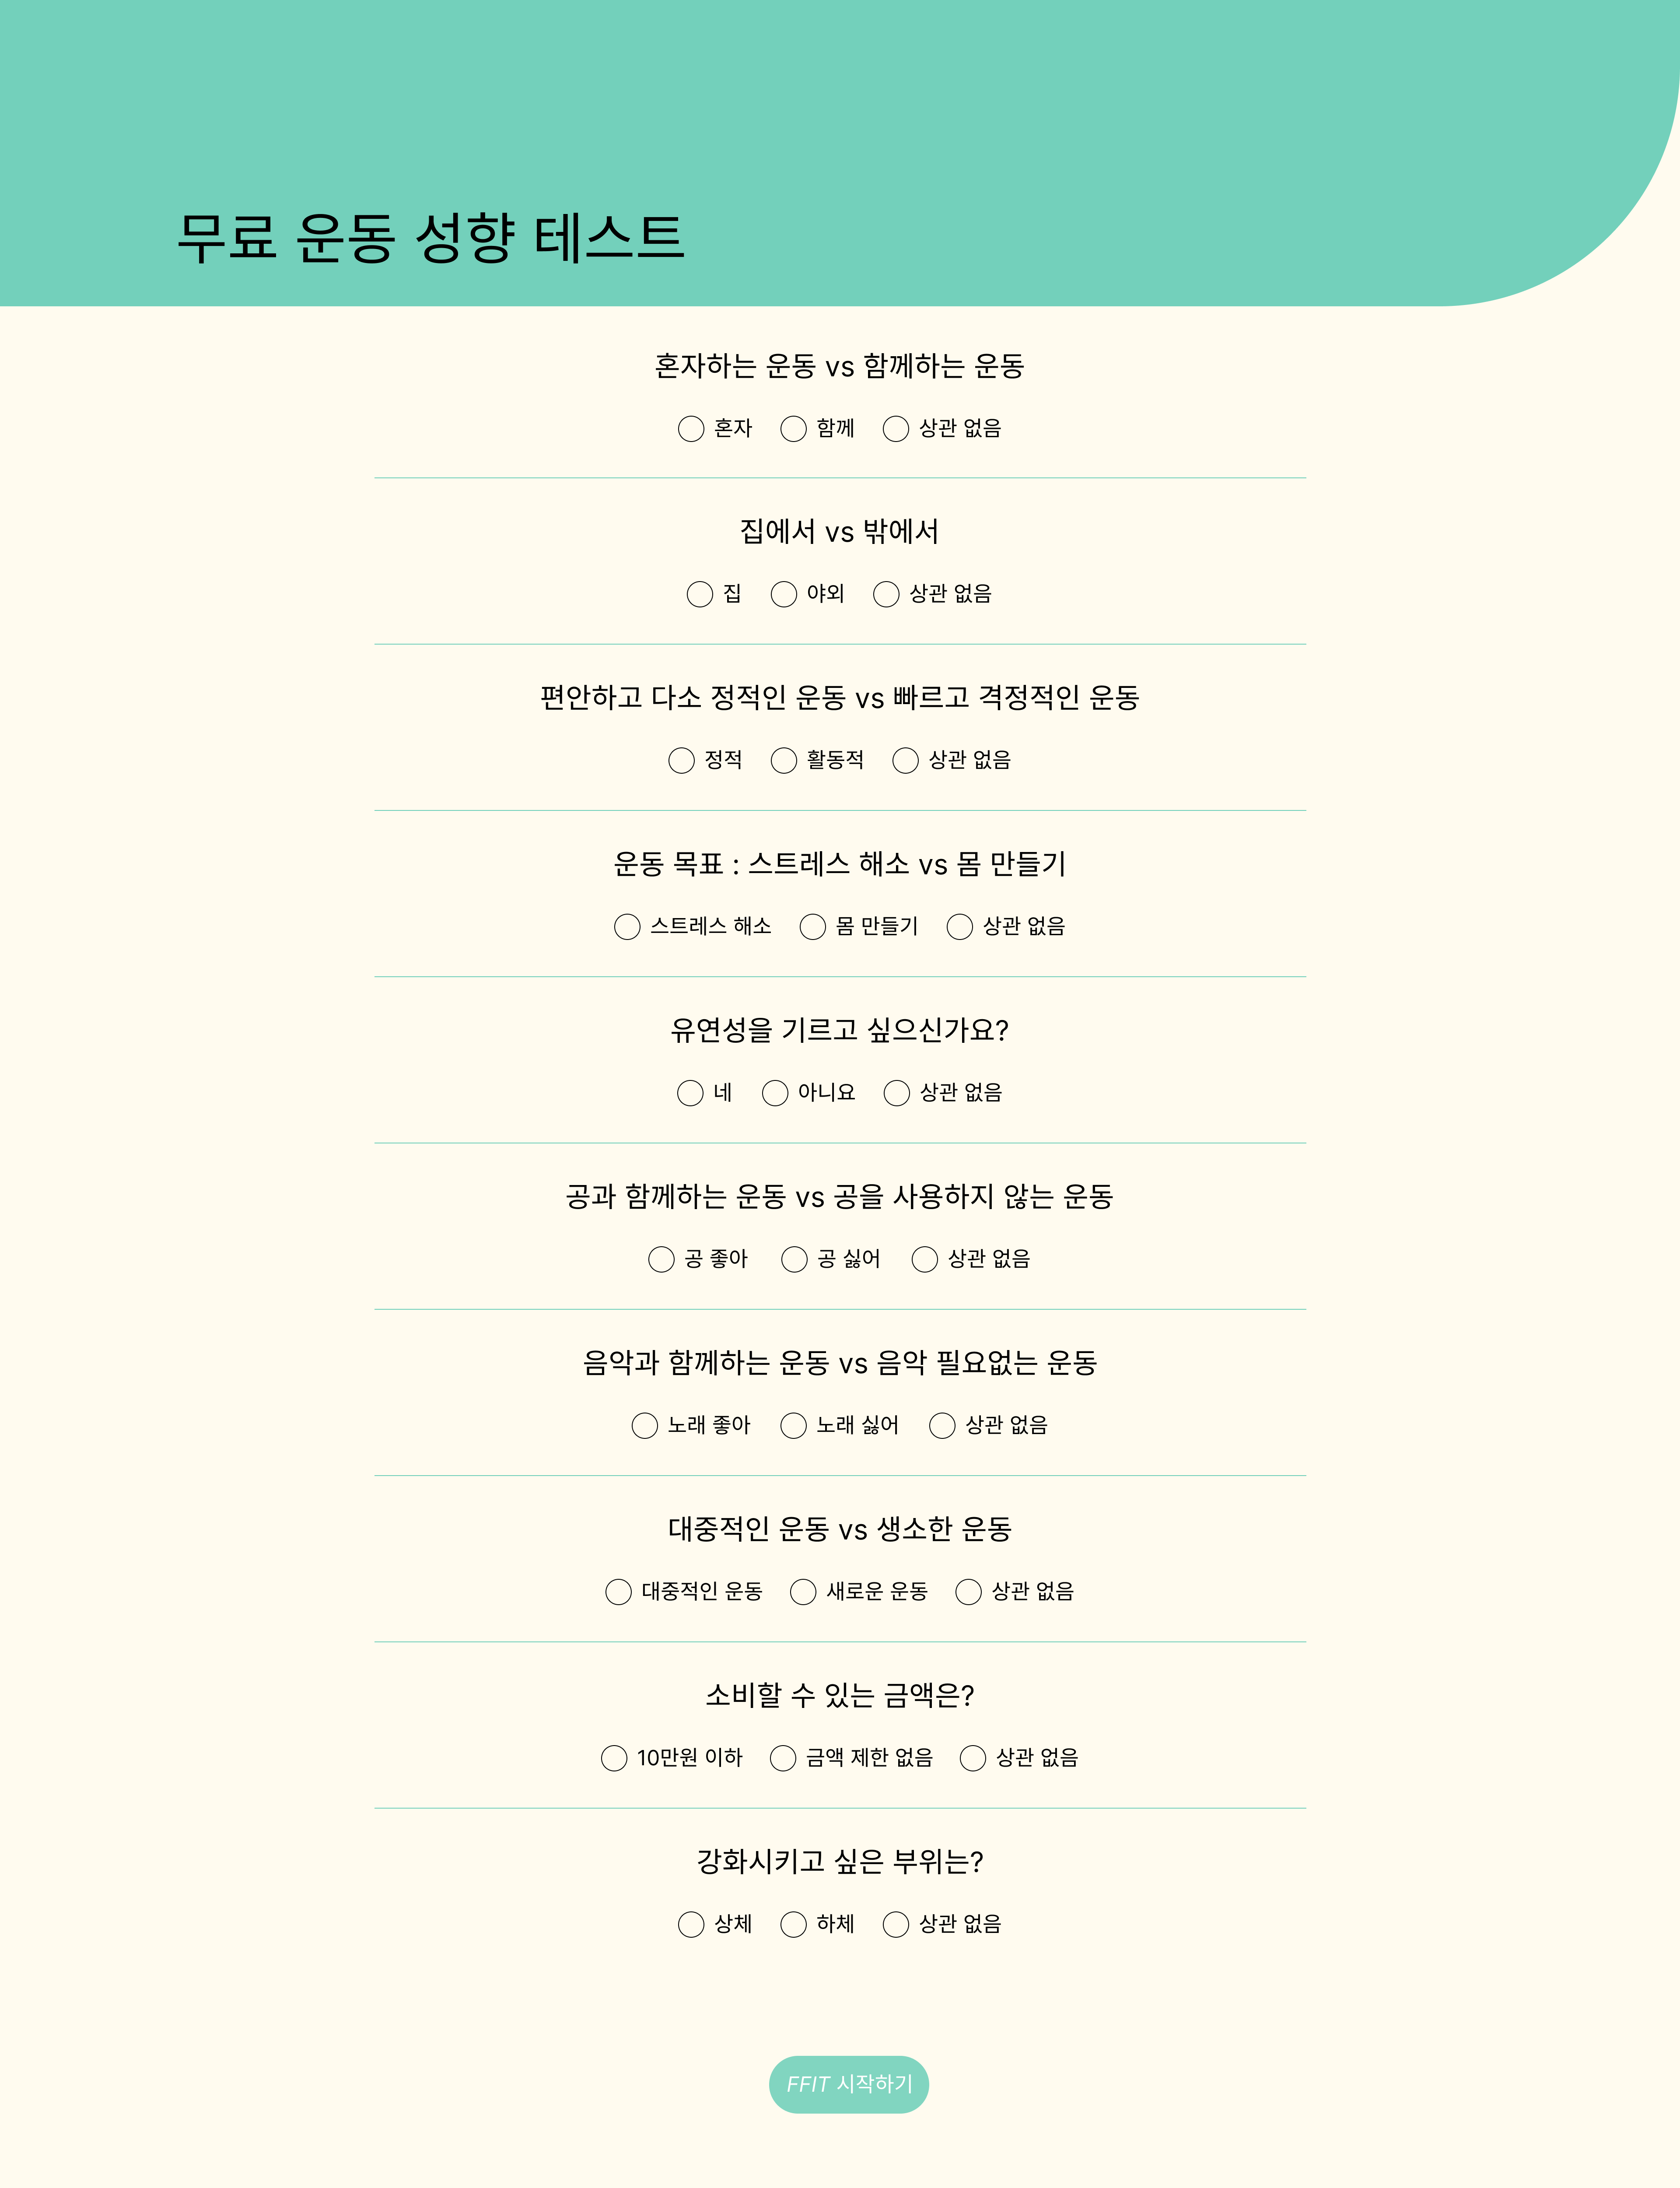 무료 운동 성향 테스트
혼자하는 운동 vs 함께하는 운동
혼자 함께 상관 없음
집에서 vs 밖에서
집 야외 상관 없음
편안하고 다소 정적인 운동 vs 빠르고 격정적인 운동
정적 활동적 상관 없음
운동 목표 : 스트레스 해소 vs 몸 만들기
스트레스 해소 몸 만들기 상관 없음
유연성을 기르고 싶으신가요?
네 아니요 상관 없음
공과 함께하는 운동 vs 공을 사용하지 않는 운동
공 좋아 공 싫어 상관 없음
음악과 함께하는 운동 vs 음악 필요없는 운동
노래 좋아 노래 싫어 상관 없음
대중적인 운동 vs 생소한 운동
대중적인 운동 새로운 운동 상관 없음
소비할 수 있는 금액은?
10만원 이하 금액 제한 없음 상관 없음
강화시키고 싶은 부위는?
상체 하체 상관 없음
FFIT 시작하기